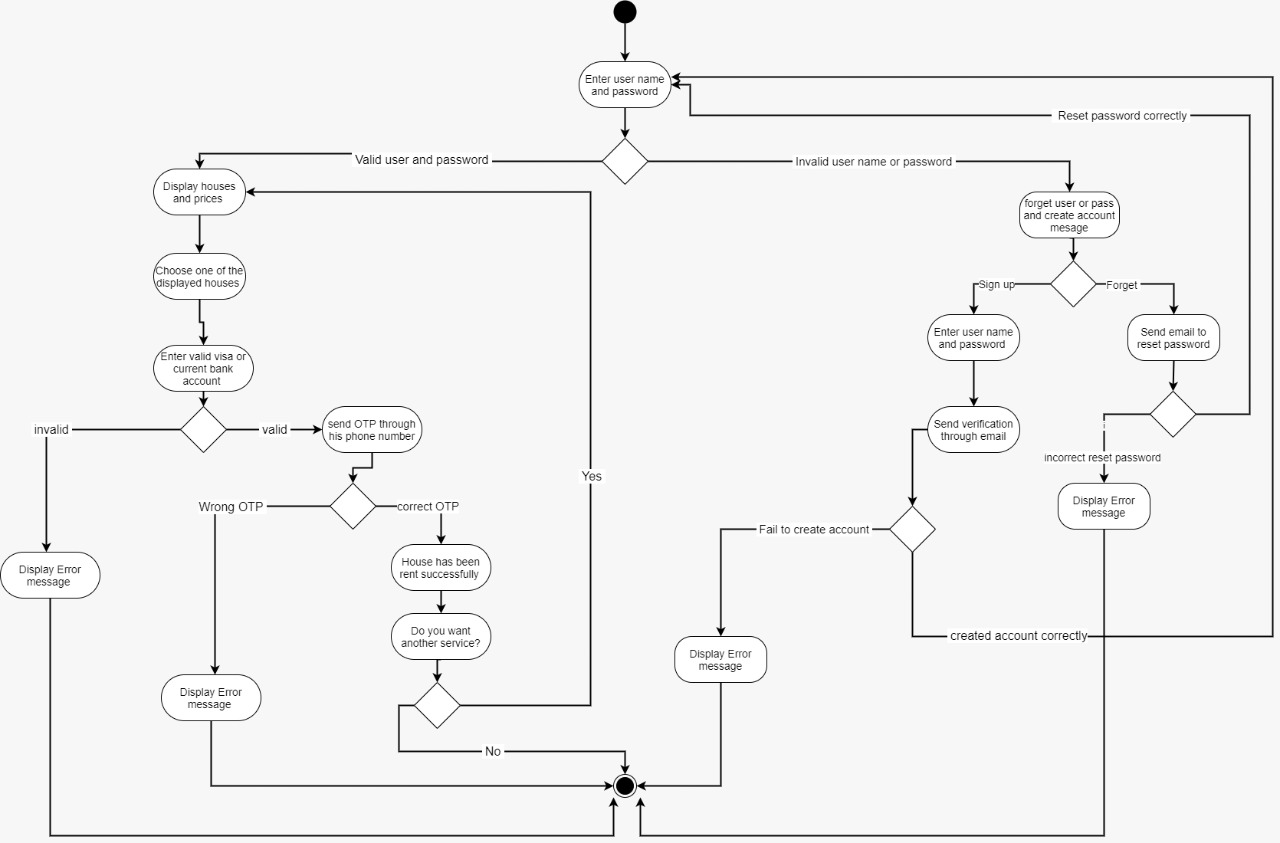 Enter user name
and password
Reset password correctly
Valid user and password
Invalid user name or password
Display houses
and prices
forget user or pass
and create account
mesage
Choose one of the
displayed houses
Sign up
Forget
Enter user name
and password
Send email to
reset password
Enter valid visa or
current bank
account
invalid
valid
send OTP through
his phone number
Send verification
through email
incorrect reset password
Yes
Wrong OTP
correct OTP
Display Error
message
Fail to create account
House has been
rent successfully
Display Error
message
Do you want
another service?
created account correctly
Display Error
message
Display Error
message
No